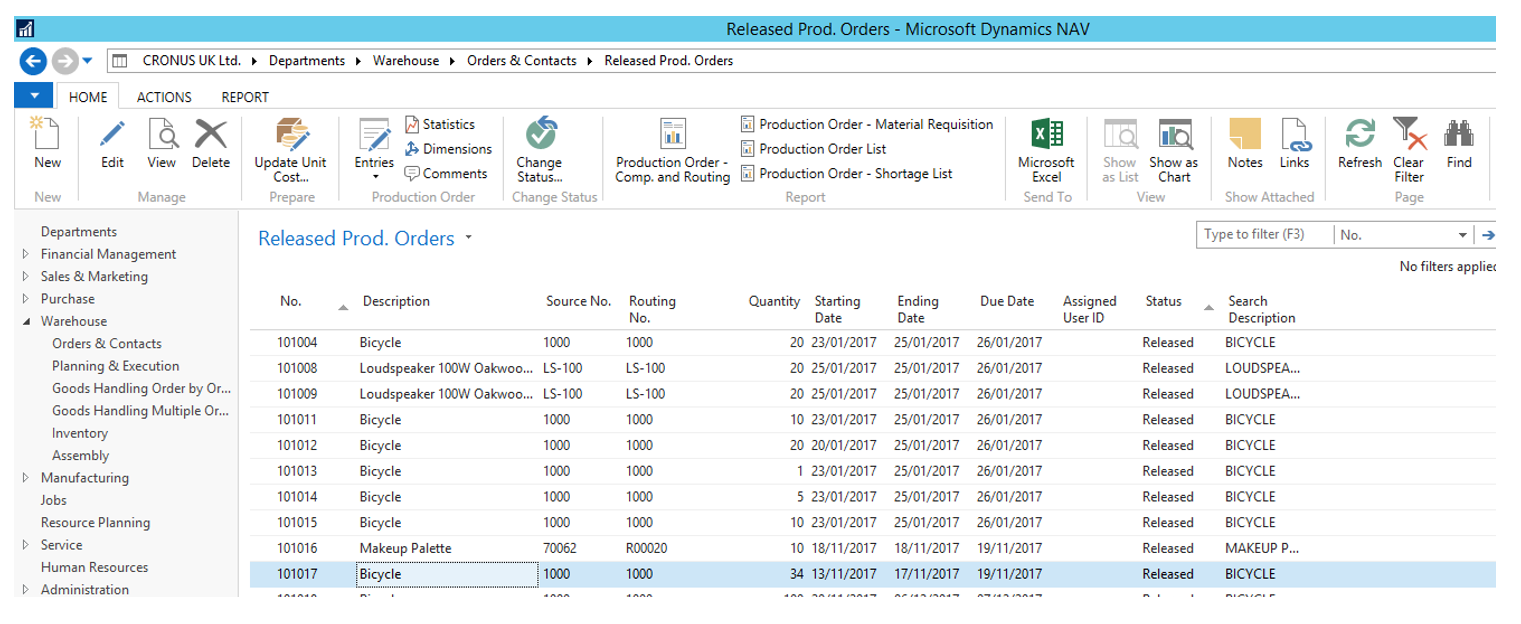 Released Prod. Orders - Microsoft Dynamics NAV
CRONUS UK Ltd. Departments Warehouse Orders & Contacts Released Prod. Orders
HOME ACTIONS REPORT
New
New
Edit View Delete
Manage
Update Unit
Cost...
Prepare
Entries
Statistics
Dimensions
Comments
Production Order
Change
Status...
Change Status
Production Order -
Comp. and Routing
Production Order - Material Requisition
Production Order List
Production Order - Shortage List
Report
Microsoft
Excel
Send To
Show
as List
Show as
Chart
View
Notes Links
Show Attached
Refresh
Clear
Filter
Find
Page
Departments
Financial Management
Sales & Marketing
Purchase
Warehouse
Orders & Contacts
Planning & Execution
Goods Handling Order by Or...
Goods Handling Multiple Or...
Inventory
Assembly
Manufacturing
Jobs
Resource Planning
Service
Human Resources
Administration
Released Prod. Orders
Type to filter (F3) No.
No filters applied
No. Description Source No. Routing No. Quantity Starting Date Ending Date Due Date Assigned User ID Status Search Description
101004 Bicycle 1000 1000 20 23/01/2017 25/01/2017 26/01/2017 Released BICYCLE
101008 Loudspeaker 100W Oakwoo... LS-100 LS-100 20 25/01/2017 25/01/2017 26/01/2017 Released LOUDSPEA...
101009 Loudspeaker 100W Oakwoo... LS-100 LS-100 20 25/01/2017 25/01/2017 26/01/2017 Released LOUDSPEA...
101011 Bicycle 1000 1000 10 23/01/2017 25/01/2017 26/01/2017 Released BICYCLE
101012 Bicycle 1000 1000 20 20/01/2017 25/01/2017 26/01/2017 Released BICYCLE
101013 Bicycle 1000 1000 1 23/01/2017 25/01/2017 26/01/2017 Released BICYCLE
101014 Bicycle 1000 1000 5 23/01/2017 25/01/2017 26/01/2017 Released BICYCLE
101015 Bicycle 1000 1000 10 23/01/2017 25/01/2017 26/01/2017 Released BICYCLE
101016 Makeup Palette 70062 R00020 10 18/11/2017 18/11/2017 19/11/2017 Released MAKEUP P...
101017 Bicycle 1000 1000 34 13/11/2017 17/11/2017 19/11/2017 Released BICYCLE